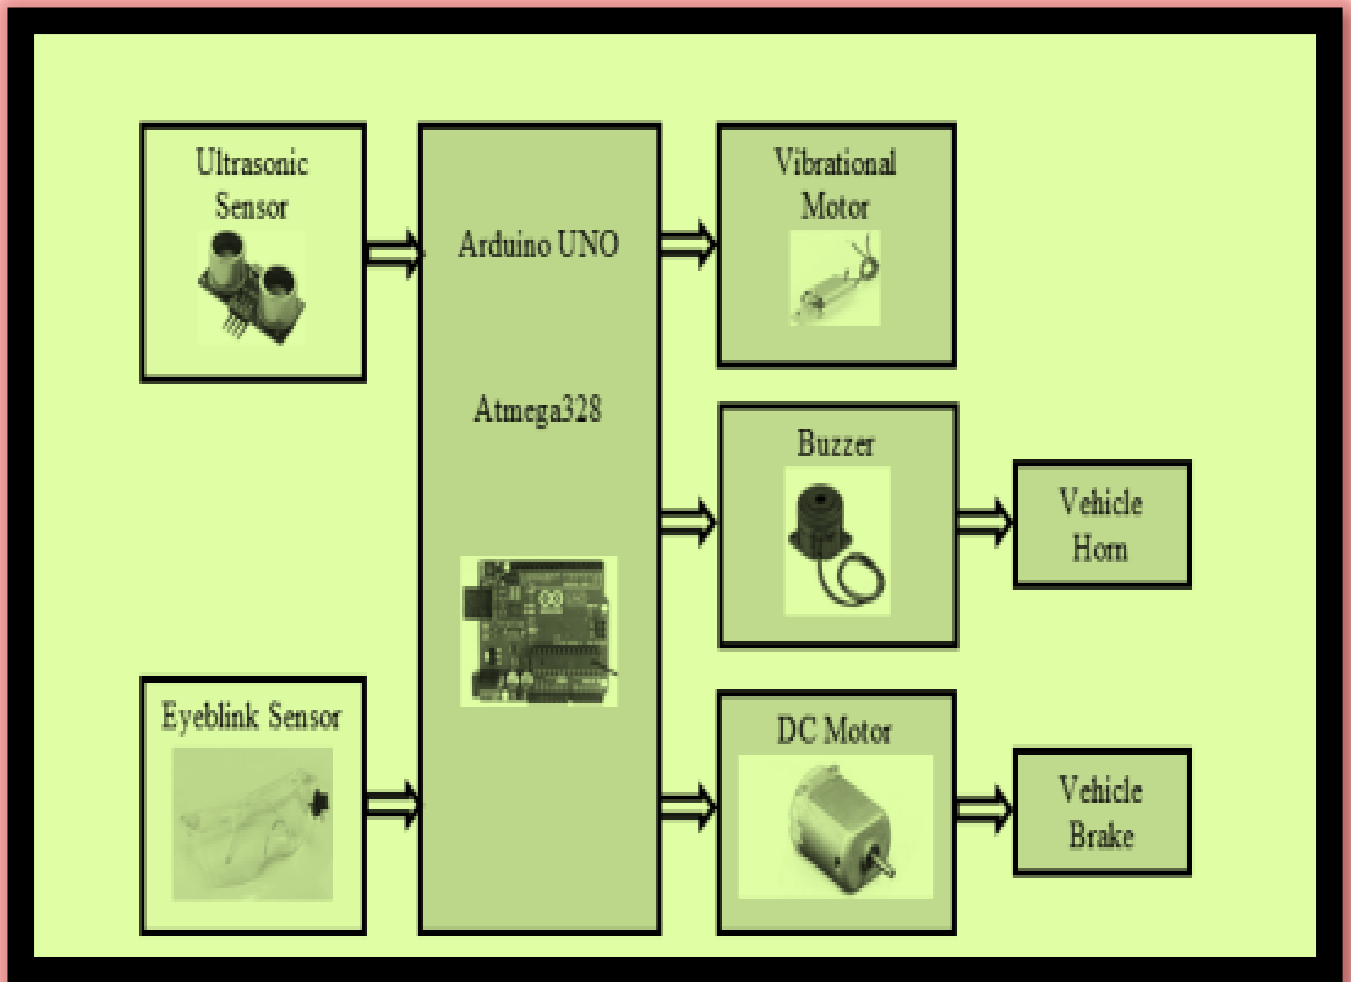 Ultrasonic
Sensor
Arduino UNO
Atmega328
Vibrational
Motor
Buzzer
Vehicle
Horn
Eyeblink Sensor
DC Motor
Vehicle
Brake